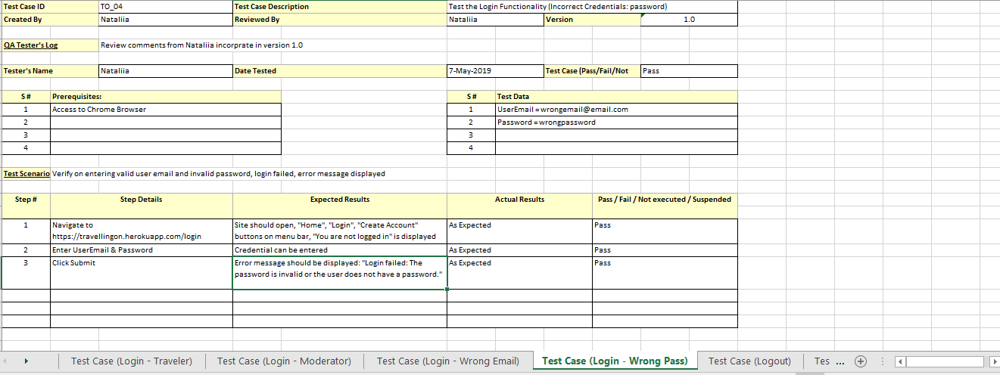 Test Case ID TO_04 Test Case Description Test the Login Functionality (Incorrect Credentials: password)
Created By Nataliia Reviewed By Nataliia Version 1.0
QA Tester's Log Review comments from Nataliia incorprate in version 1.0
Tester's Name Nataliia Date Tested 7-May-2019 Test Case (Pass/Fail/Not Pass
S # Prerequisites: S # Test Data
1 Access to Chrome Browser 1 UserEmail = wrongemail@email.com
2 2 Password = wrongpassword
3 3
4 4
Test Scenario Verify on entering valid user email and invalid password, login failed, error message displayed
Step # Step Details Expected Results Actual Results Pass / Fail / Not executed / Suspended
1 Navigate to Site should open, "Home", "Login", "Create Account" As Expected Pass
https://travellingon.herokuapp.com/login buttons on menu bar, "You are not logged in" is displayed
2 Enter UserEmail & Password Credential can be entered As Expected Pass
3 Click Submit Error message should be displayed: "Login failed: The As Expected Pass
password is invalid or the user does not have a password."
Test Case (Login - Traveler) Test Case (Login - Moderator) Test Case (Login - Wrong Email) Test Case (Login - Wrong Pass) Test Case (Logout) Tes ...